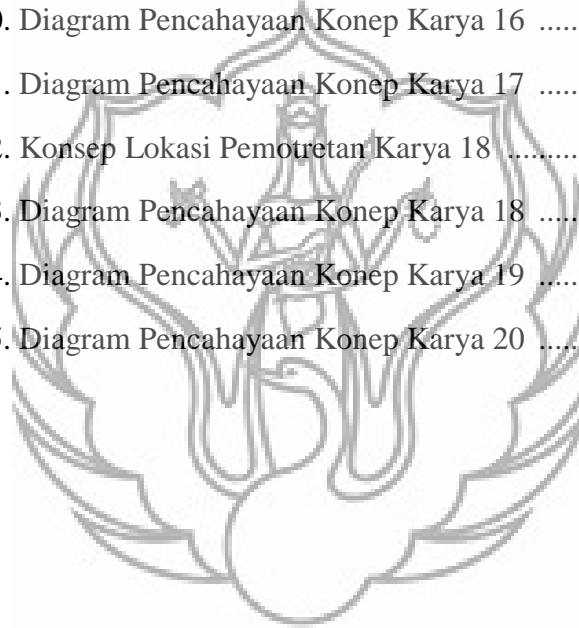 . Diagram Pencahayaan Konep Karya 16 .....
. Diagram Pencahayaan Konep Karya 17 .....
. Konsep Lokasi Pemotretan Karya 18 .........
. Diagram Pencahayaan Konep Karya 18 .....
. Diagram Pencahayaan Konep Karya 19 .....
. Diagram Pencahayaan Konep Karya 20 .....